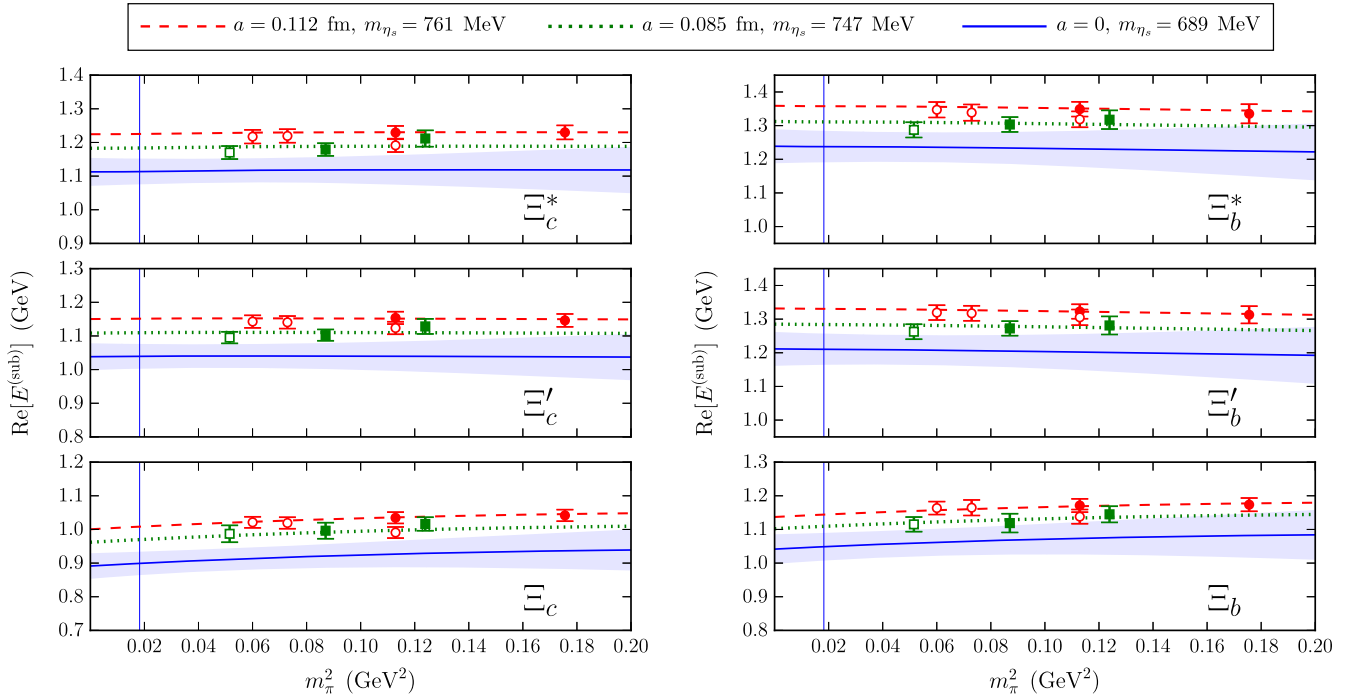 a = 0.112 fm, m_{η_s} = 761 MeV
a = 0.085 fm, m_{η_s} = 747 MeV
a = 0, m_{η_s} = 689 MeV
Re[E^{(sub)}] (GeV)
1.4
1.3
1.2
1.1
1.0
0.9
Ξ_c^*
1.3
1.2
1.1
1.0
0.9
0.8
Ξ_c′
1.2
1.1
1.0
0.9
0.8
0.7
Ξ_c
0.02 0.04 0.06 0.08 0.10 0.12 0.14 0.16 0.18 0.20
m_π^2 (GeV^2)
Re[E^{(sub)}] (GeV)
1.4
1.3
1.2
1.1
1.0
Ξ_b^*
1.4
1.3
1.2
1.1
1.0
Ξ_b′
1.3
1.2
1.1
1.0
0.9
0.8
Ξ_b
0.02 0.04 0.06 0.08 0.10 0.12 0.14 0.16 0.18 0.20
m_π^2 (GeV^2)